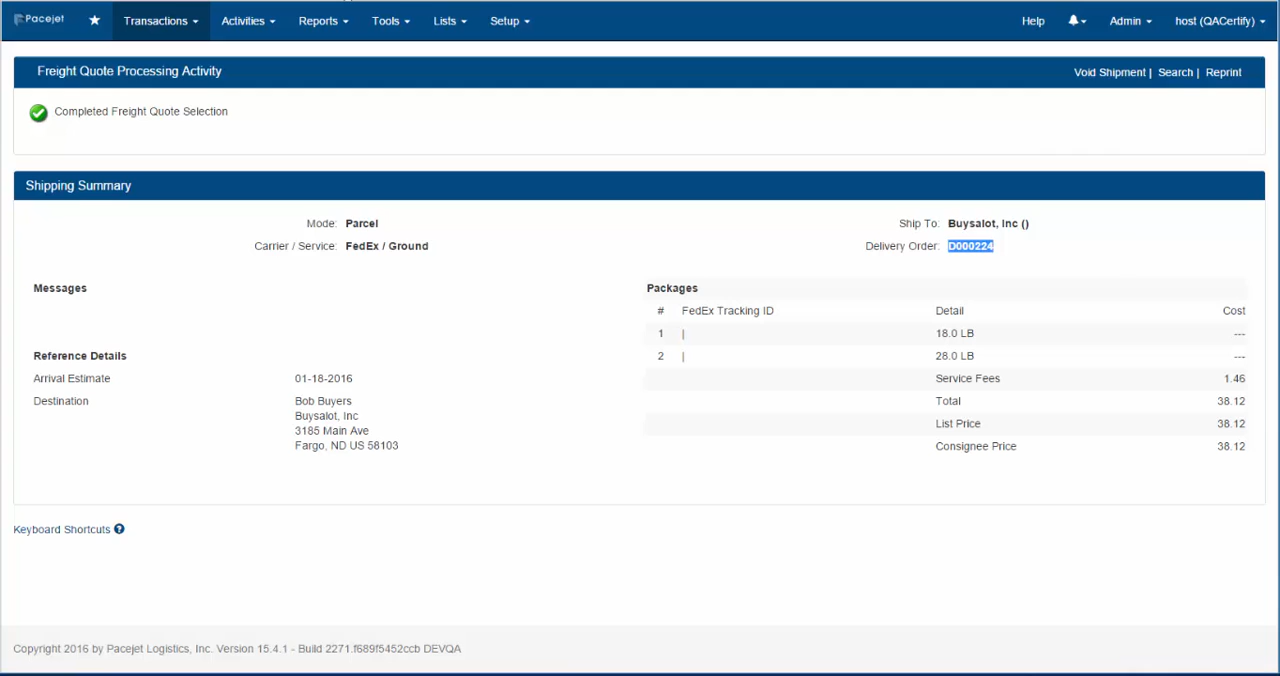 Pacejet Transactions Activities Reports Tools Lists Setup Help Admin host (QACertify)
Freight Quote Processing Activity Void Shipment | Search | Reprint
Completed Freight Quote Selection
Shipping Summary
Mode: Parcel Ship To: Buysalot, Inc ()
Carrier / Service: FedEx / Ground Delivery Order: D000224
Messages Packages
# FedEx Tracking ID Detail Cost
1 | 18.0 LB ---
2 | 28.0 LB ---
Reference Details
Arrival Estimate 01-18-2016 Service Fees 1.46
Destination Bob Buyers Total 38.12
Buysalot, Inc
3185 Main Ave List Price 38.12
Fargo, ND US 58103 Consignee Price 38.12
Keyboard Shortcuts ?
Copyright 2016 by Pacejet Logistics, Inc. Version 15.4.1 - Build 2271.f689f5452ccb DEVQA